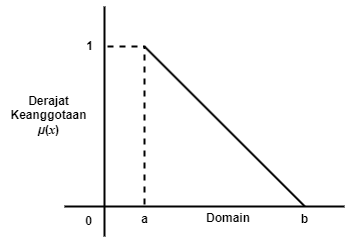 1
Derajat
Keanggotaan
μ(x)
0
a
Domain
b